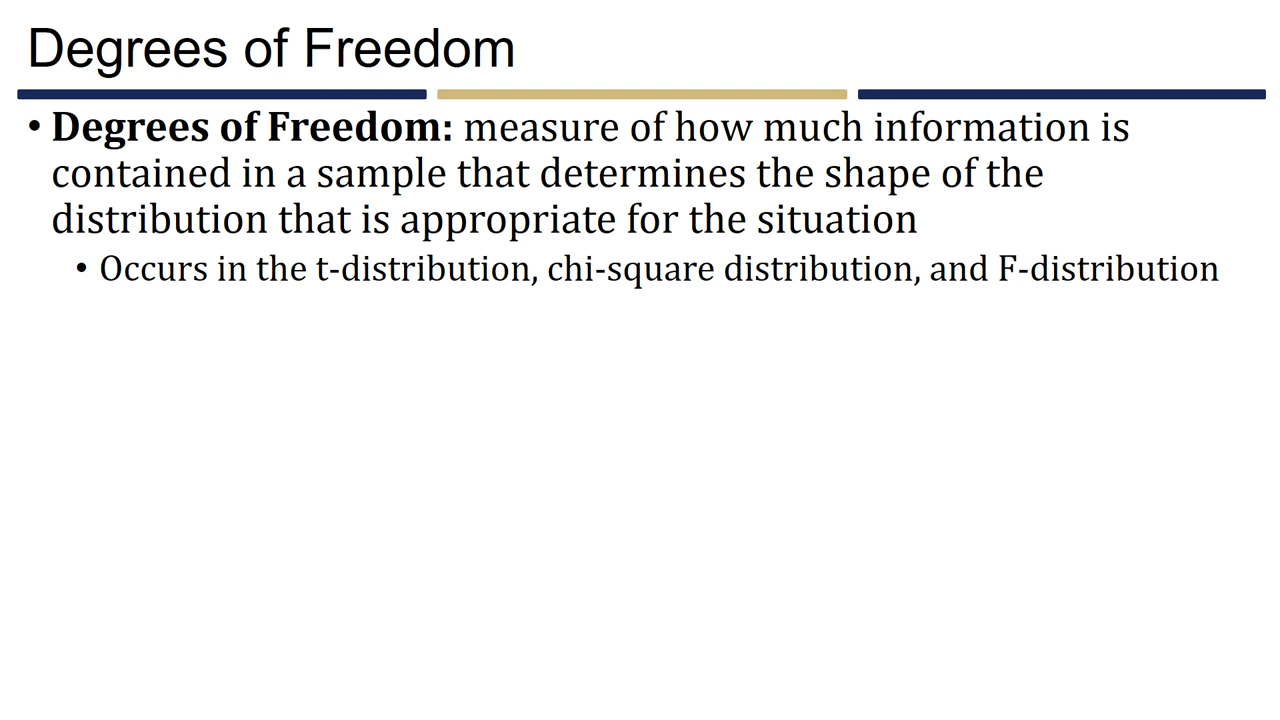 Degrees of Freedom
• Degrees of Freedom: measure of how much information is
contained in a sample that determines the shape of the
distribution that is appropriate for the situation
• Occurs in the t-distribution, chi-square distribution, and F-distribution